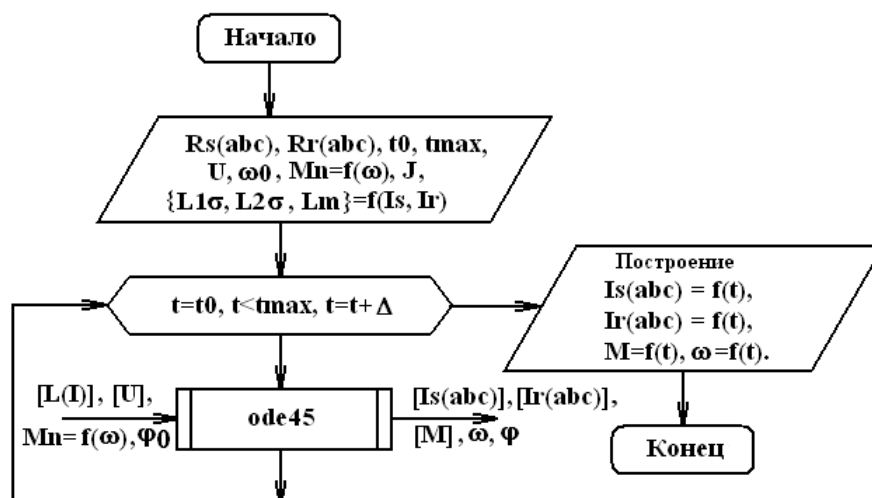 Начало
Rs(abc), Rr(abc), t0, tmax,
U, ω0, Mn=f(ω), J,
{L1σ, L2σ, Lm}=f(Is, Ir)
t=t0, t<tmax, t=t+Δ
Построение
Is(abc) = f(t),
Ir(abc) = f(t),
M=f(t), ω=f(t).
[L(I)], [U],
Mn=f(ω),φ0
ode45
[Is(abc)],[Ir(abc)],
[M],ω,φ
Конец